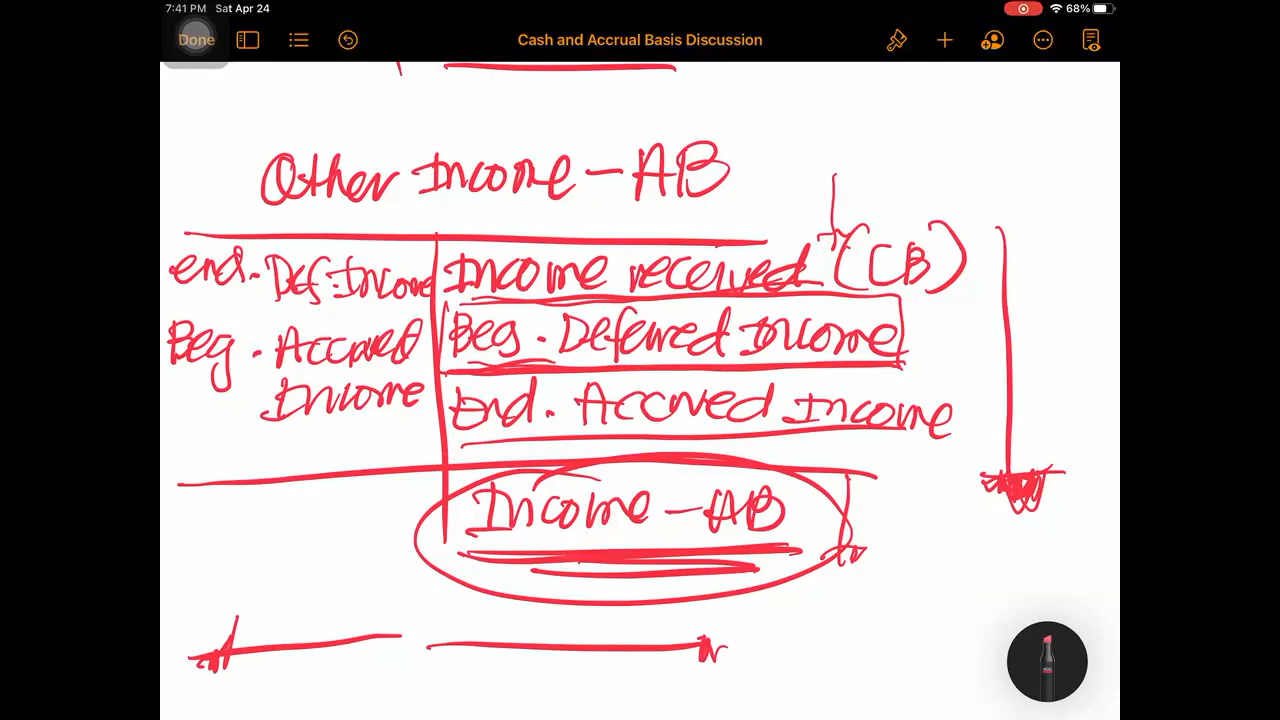 7:41 PM Sat Apr 24
68%
Done
Cash and Accrual Basis Discussion
Other Income - AB
end. Def. Income
Income received (CB)
Beg. Accrued Income
Beg. Deferred Income
End. Accrued Income
Income - AB